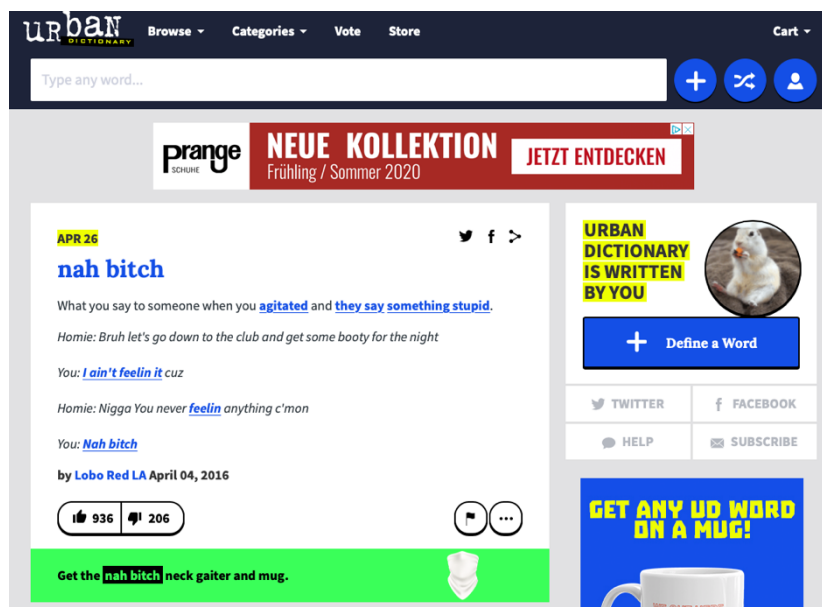 urban
DICTIONARY
Browse
Categories
Vote
Store
Cart
Type any word...
prange
SCHUHE
NEUE KOLLEKTION
Frühling / Sommer 2020
JETZT ENTDECKEN
APR 26
nah bitch
What you say to someone when you agitated and they say something stupid.
Homie: Bruh let's go down to the club and get some booty for the night
You: I ain't feelin it cuz
Homie: Nigga You never feelin anything c'mon
You: Nah bitch
by Lobo Red LA April 04, 2016
936
206
Get the nah bitch neck gaiter and mug.
URBAN
DICTIONARY
IS WRITTEN
BY YOU
Define a Word
TWITTER
FACEBOOK
HELP
SUBSCRIBE
GET ANY UD WORD
ON A MUG!